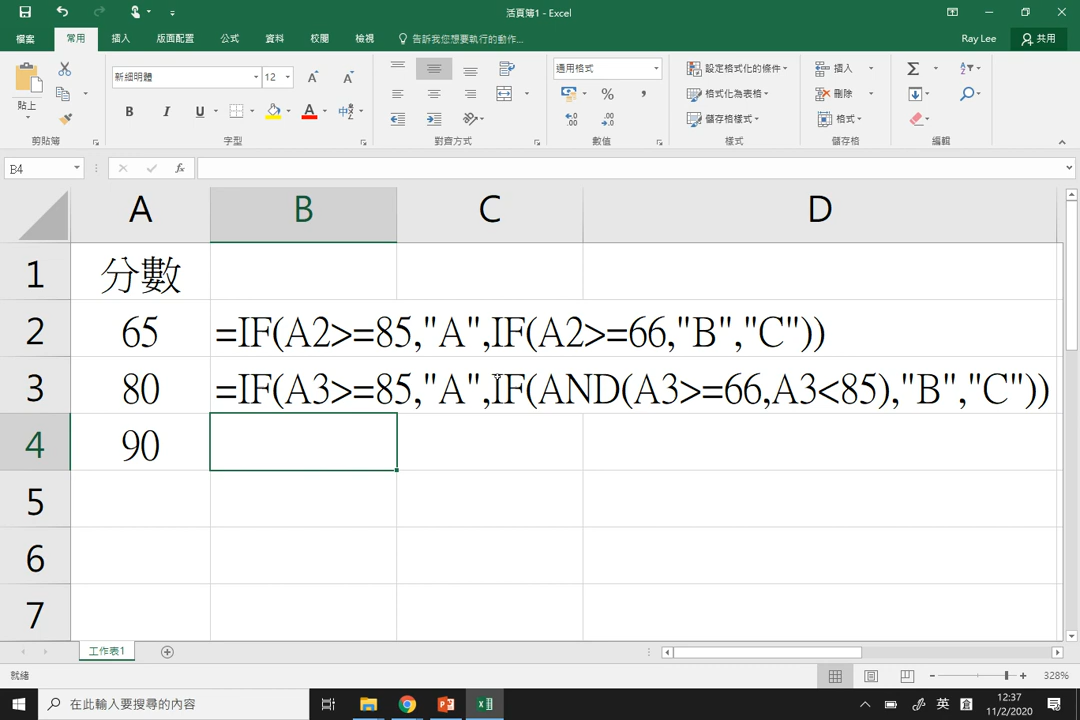 活頁簿1 - Excel
檔案 常用 插入 版面配置 公式 資料 校閱 檢視 告訴我您想要執行的動作... Ray Lee 共用
新細明體 12 通用格式 設定格式化的條件 插入
貼上 B I U A 中 % , 格式化為表格 刪除
儲存格樣式 格式
剪貼簿 字型 對齊方式 數值 樣式 儲存格 編輯
B4 fx
A B C D
1 分數
2 65 =IF(A2>=85,"A",IF(A2>=66,"B","C"))
3 80 =IF(A3>=85,"A",IF(AND(A3>=66,A3<85),"B","C"))
4 90
5
6
7
工作表1
就緒 328%
在此輸入要搜尋的內容 英 12:37
11/2/2020